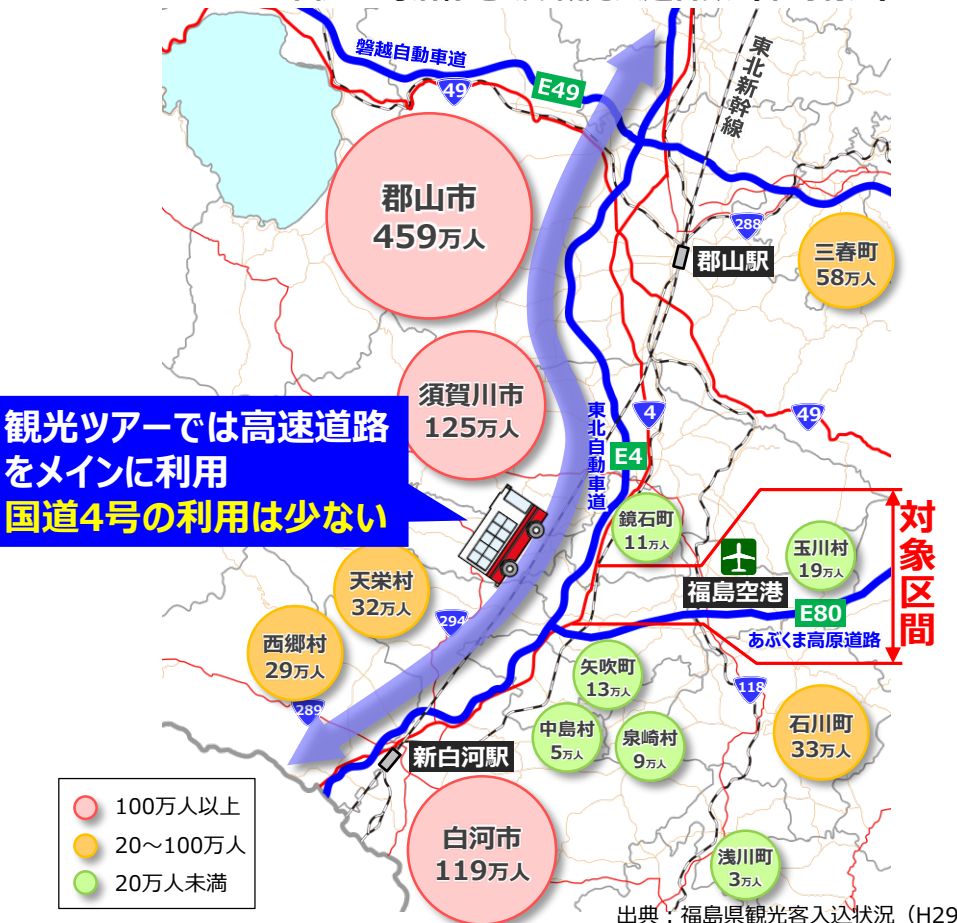 磐越自動車道
49
E49
東北新幹線
郡山市
459万人
288
郡山駅
三春町
58万人
須賀川市
125万人
観光ツアーでは高速道路
をメインに利用
国道4号の利用は少ない
東北自動車道
4
49
E4
鏡石町
11万人
対象区間
玉川村
19万人
福島空港
天栄村
32万人
E80
あぶくま高原道路
294
西郷村
29万人
矢吹町
13万人
289
118
中島村
5万人
泉崎村
9万人
石川町
33万人
新白河駅
100万人以上
20～100万人
20万人未満
白河市
119万人
浅川町
3万人
出典：福島県観光客入込状況（H29